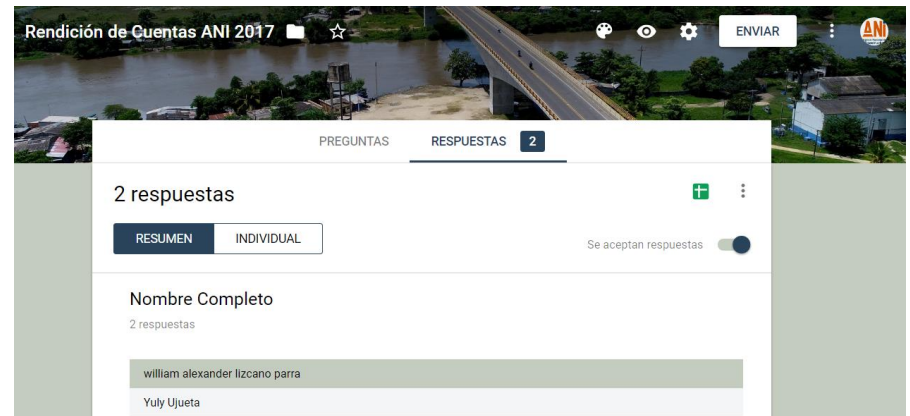 Rendición de Cuentas ANI 2017
ENVIAR
ANI
PREGUNTAS RESPUESTAS 2
2 respuestas
RESUMEN INDIVIDUAL
Se aceptan respuestas
Nombre Completo
2 respuestas
william alexander lizcano parra
Yuly Ujueta